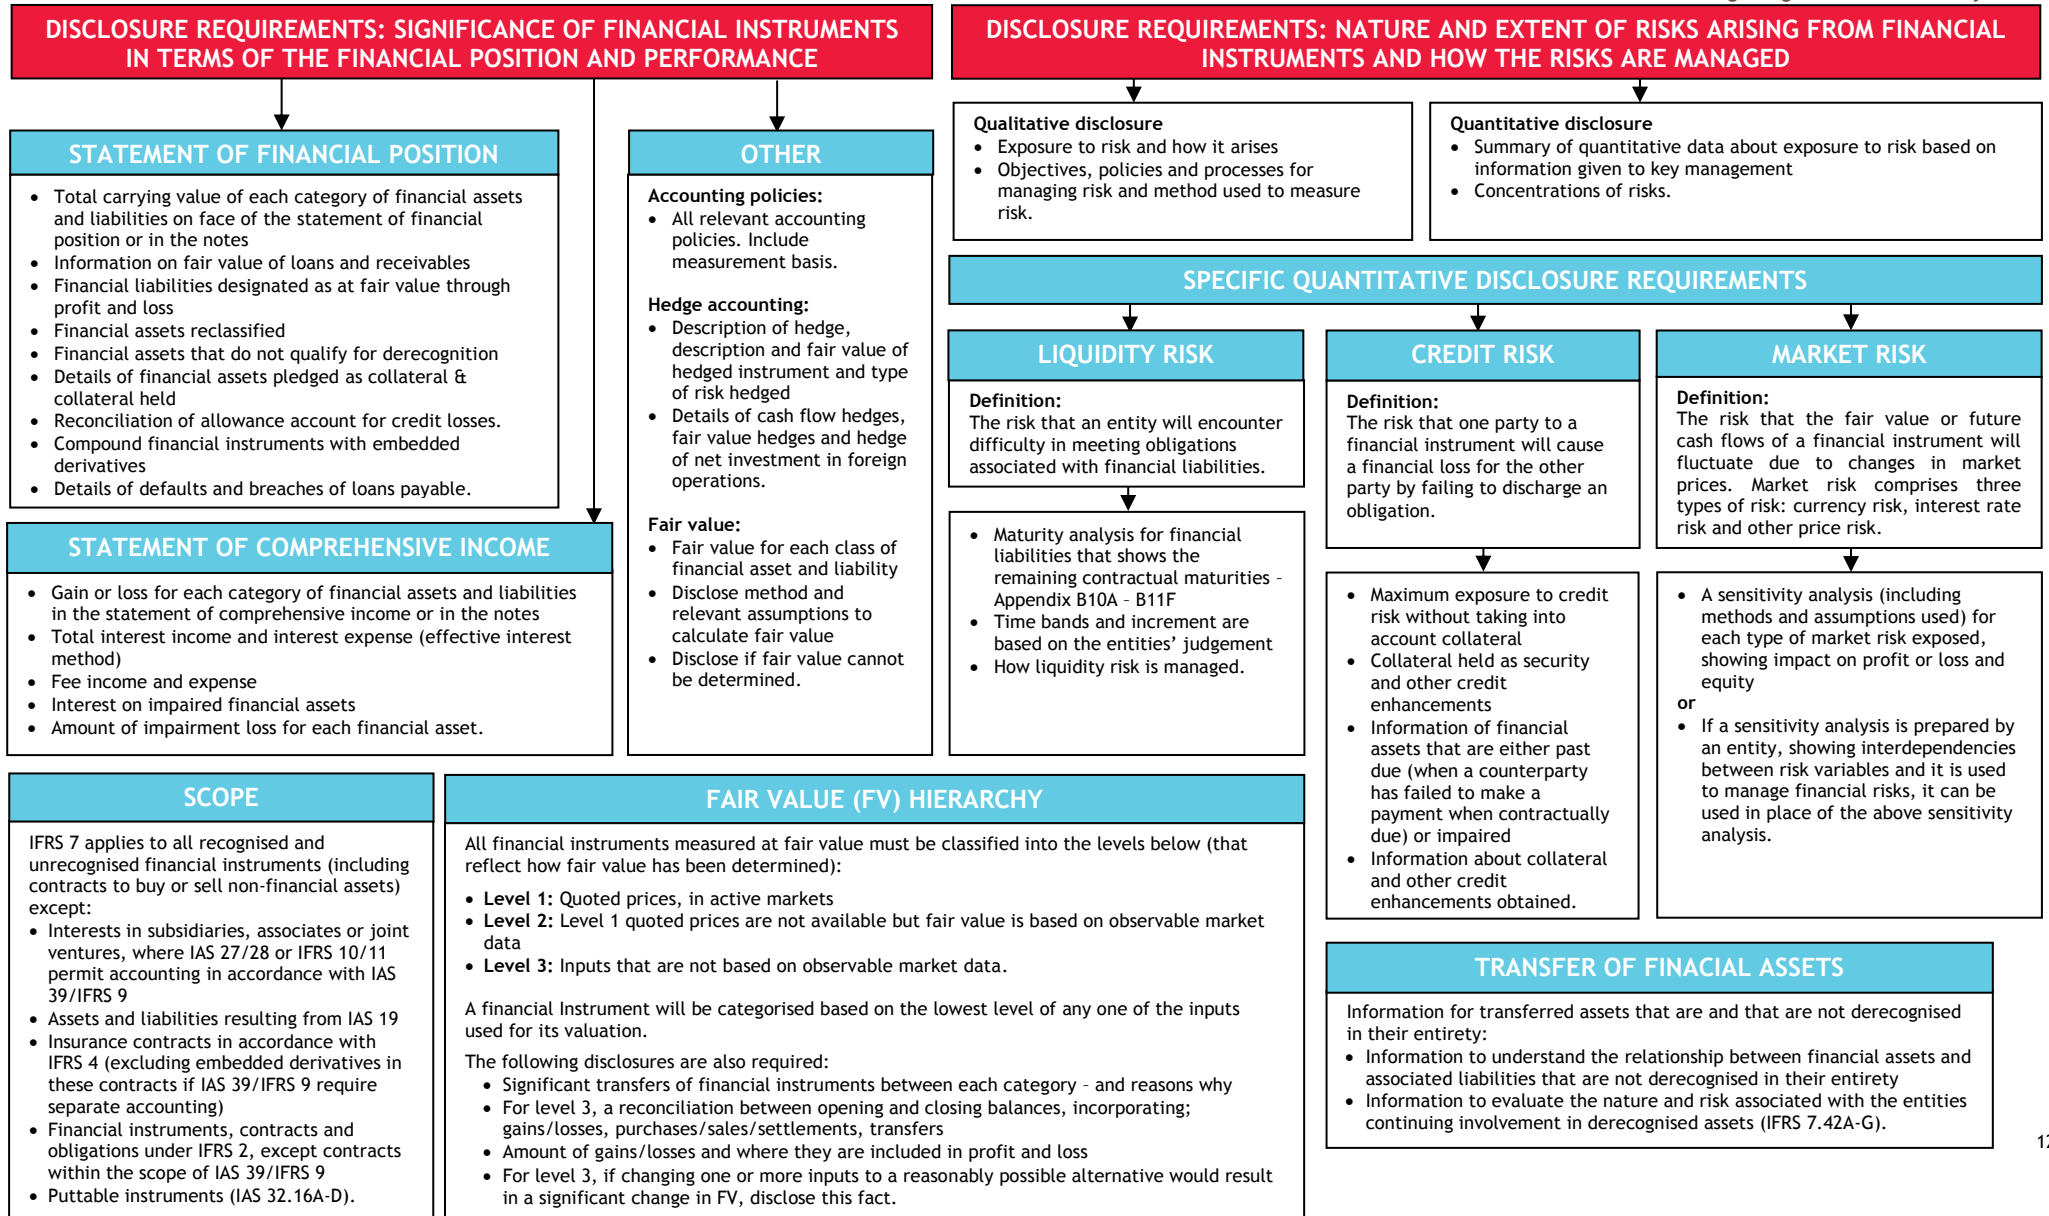 DISCLOSURE REQUIREMENTS: SIGNIFICANCE OF FINANCIAL INSTRUMENTS
IN TERMS OF THE FINANCIAL POSITION AND PERFORMANCE
STATEMENT OF FINANCIAL POSITION
• Total carrying value of each category of financial assets
and liabilities on face of the statement of financial
position or in the notes
• Information on fair value of loans and receivables
• Financial liabilities designated as at fair value through
profit and loss
• Financial assets reclassified
• Financial assets that do not qualify for derecognition
• Details of financial assets pledged as collateral &
collateral held
• Reconciliation of allowance account for credit losses.
• Compound financial instruments with embedded
derivatives
• Details of defaults and breaches of loans payable.
STATEMENT OF COMPREHENSIVE INCOME
• Gain or loss for each category of financial assets and liabilities
in the statement of comprehensive income or in the notes
• Total interest income and interest expense (effective interest
method)
• Fee income and expense
• Interest on impaired financial assets
• Amount of impairment loss for each financial asset.
OTHER
Accounting policies:
• All relevant accounting
policies. Include
measurement basis.
Hedge accounting:
• Description of hedge,
description and fair value of
hedged instrument and type
of risk hedged
• Details of cash flow hedges,
fair value hedges and hedge
of net investment in foreign
operations.
Fair value:
• Fair value for each class of
financial asset and liability
• Disclose method and
relevant assumptions to
calculate fair value
• Disclose if fair value cannot
be determined.
DISCLOSURE REQUIREMENTS: NATURE AND EXTENT OF RISKS ARISING FROM FINANCIAL
INSTRUMENTS AND HOW THE RISKS ARE MANAGED
Qualitative disclosure
• Exposure to risk and how it arises
• Objectives, policies and processes for
managing risk and method used to measure
risk.
Quantitative disclosure
• Summary of quantitative data about exposure to risk based on
information given to key management
• Concentrations of risks.
SPECIFIC QUANTITATIVE DISCLOSURE REQUIREMENTS
LIQUIDITY RISK
Definition:
The risk that an entity will encounter
difficulty in meeting obligations
associated with financial liabilities.
• Maturity analysis for financial
liabilities that shows the
remaining contractual maturities –
Appendix B10A – B11F
• Time bands and increment are
based on the entities’ judgement
• How liquidity risk is managed.
CREDIT RISK
Definition:
The risk that one party to a
financial instrument will cause
a financial loss for the other
party by failing to discharge an
obligation.
• Maximum exposure to credit
risk without taking into
account collateral
• Collateral held as security
and other credit
enhancements
• Information of financial
assets that are either past
due (when a counterparty
has failed to make a
payment when contractually
due) or impaired
• Information about collateral
and other credit
enhancements obtained.
MARKET RISK
Definition:
The risk that the fair value or future
cash flows of a financial instrument will
fluctuate due to changes in market
prices. Market risk comprises three
types of risk: currency risk, interest rate
risk and other price risk.
• A sensitivity analysis (including
methods and assumptions used) for
each type of market risk exposed,
showing impact on profit or loss and
equity
or
• If a sensitivity analysis is prepared by
an entity, showing interdependencies
between risk variables and it is used
to manage financial risks, it can be
used in place of the above sensitivity
analysis.
SCOPE
IFRS 7 applies to all recognised and
unrecognised financial instruments (including
contracts to buy or sell non-financial assets)
except:
• Interests in subsidiaries, associates or joint
ventures, where IAS 27/28 or IFRS 10/11
permit accounting in accordance with IAS
39/IFRS 9
• Assets and liabilities resulting from IAS 19
• Insurance contracts in accordance with
IFRS 4 (excluding embedded derivatives in
these contracts if IAS 39/IFRS 9 require
separate accounting)
• Financial instruments, contracts and
obligations under IFRS 2, except contracts
within the scope of IAS 39/IFRS 9
• Puttable instruments (IAS 32.16A-D).
FAIR VALUE (FV) HIERARCHY
All financial instruments measured at fair value must be classified into the levels below (that
reflect how fair value has been determined):
• Level 1: Quoted prices, in active markets
• Level 2: Level 1 quoted prices are not available but fair value is based on observable market
data
• Level 3: Inputs that are not based on observable market data.
A financial Instrument will be categorised based on the lowest level of any one of the inputs
used for its valuation.
The following disclosures are also required:
• Significant transfers of financial instruments between each category – and reasons why
• For level 3, a reconciliation between opening and closing balances, incorporating;
gains/losses, purchases/sales/settlements, transfers
• Amount of gains/losses and where they are included in profit and loss
• For level 3, if changing one or more inputs to a reasonably possible alternative would result
in a significant change in FV, disclose this fact.
TRANSFER OF FINACIAL ASSETS
Information for transferred assets that are and that are not derecognised
in their entirety:
• Information to understand the relationship between financial assets and
associated liabilities that are not derecognised in their entirety
• Information to evaluate the nature and risk associated with the entities
continuing involvement in derecognised assets (IFRS 7.42A-G).